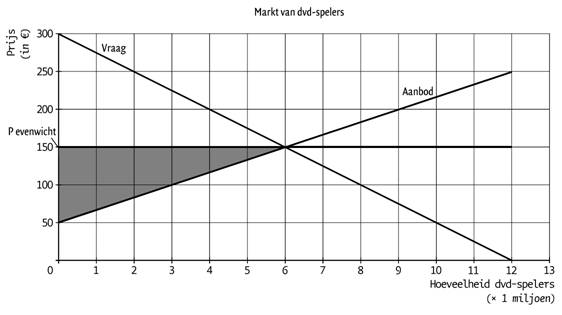 Markt van dvd-spelers
Prijs
(in €)
300
250
200
150
100
50
0
P evenwicht
Vraag
Aanbod
1 2 3 4 5 6 7 8 9 10 11 12 13
Hoeveelheid dvd-spelers
(× 1 miljoen)